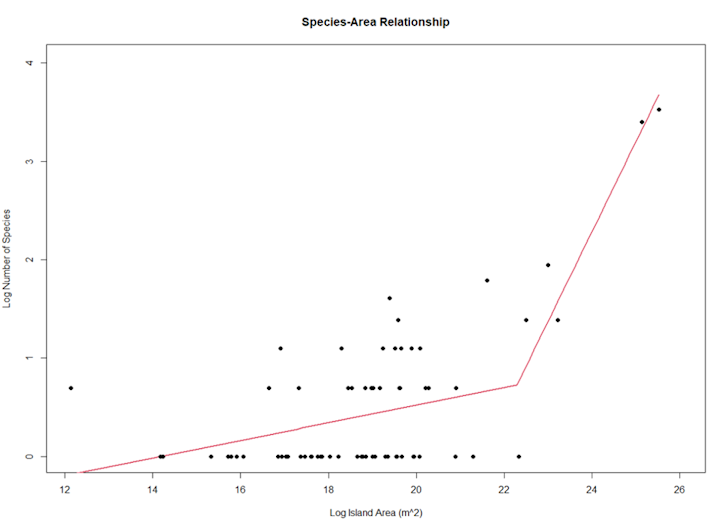 Species-Area Relationship
Log Number of Species
4
3
2
1
0
12 14 16 18 20 22 24 26
Log Island Area (m^2)